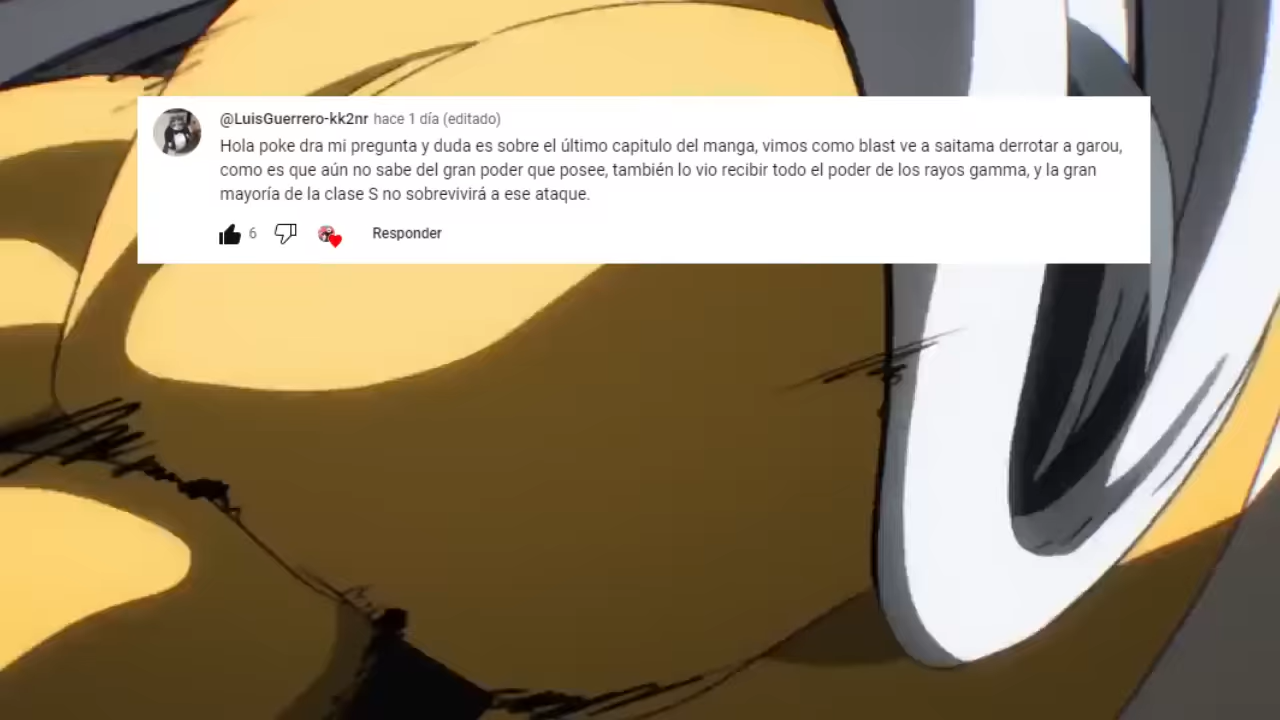 @LuisGuerrero-kk2nr hace 1 día (editado)
Hola poke dra mi pregunta y duda es sobre el último capitulo del manga, vimos como blast ve a saitama derrotar a garou,
como es que aún no sabe del gran poder que posee, también lo vio recibir todo el poder de los rayos gamma, y la gran
mayoría de la clase S no sobrevivirá a ese ataque.
6 Responder